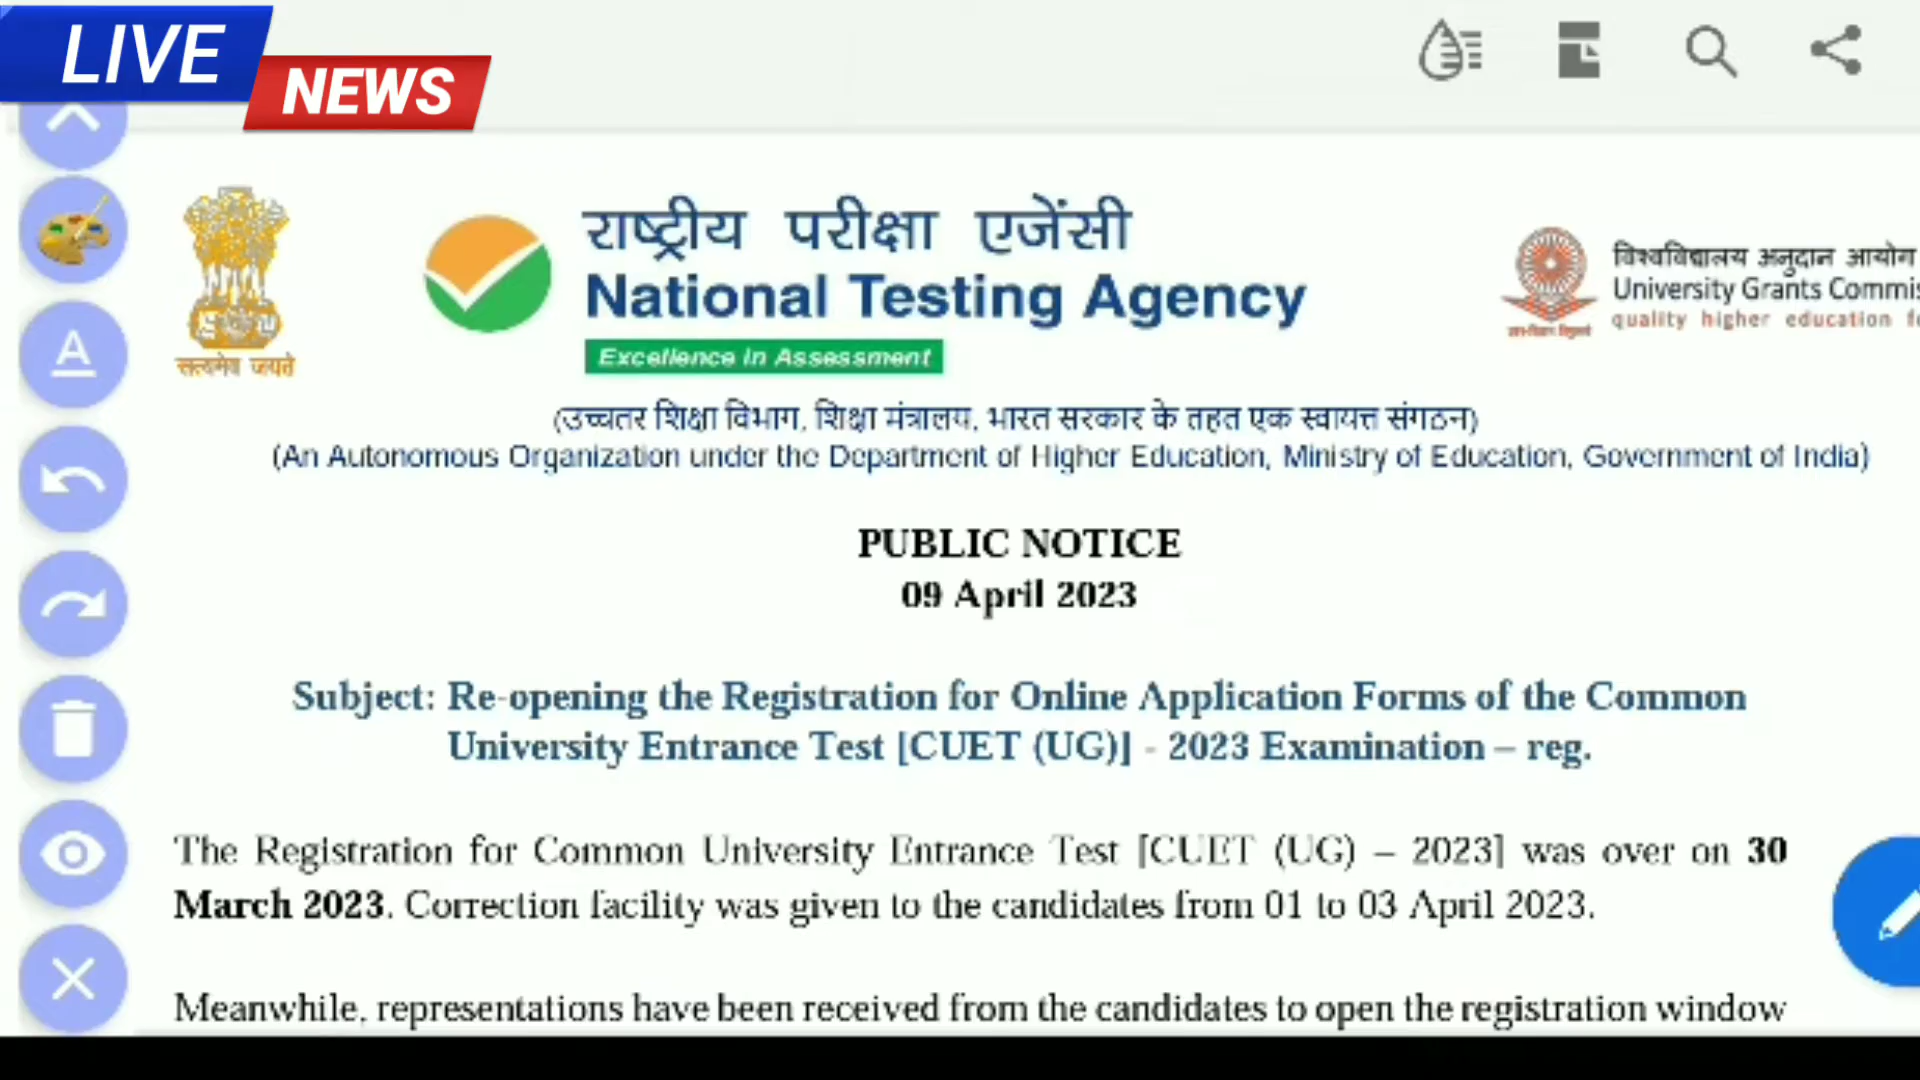 LIVE
NEWS
सत्यमेव जयते
राष्ट्रीय परीक्षा एजेंसी
National Testing Agency
Excellence in Assessment
विश्वविद्यालय अनुदान आयोग
University Grants Commis
quality higher education fo
(उच्चतर शिक्षा विभाग, शिक्षा मंत्रालय, भारत सरकार के तहत एक स्वायत्त संगठन)
(An Autonomous Organization under the Department of Higher Education, Ministry of Education, Government of India)
PUBLIC NOTICE
09 April 2023
Subject: Re-opening the Registration for Online Application Forms of the Common
University Entrance Test [CUET (UG)] - 2023 Examination – reg.
The Registration for Common University Entrance Test [CUET (UG) – 2023] was over on 30
March 2023. Correction facility was given to the candidates from 01 to 03 April 2023.
Meanwhile, representations have been received from the candidates to open the registration window